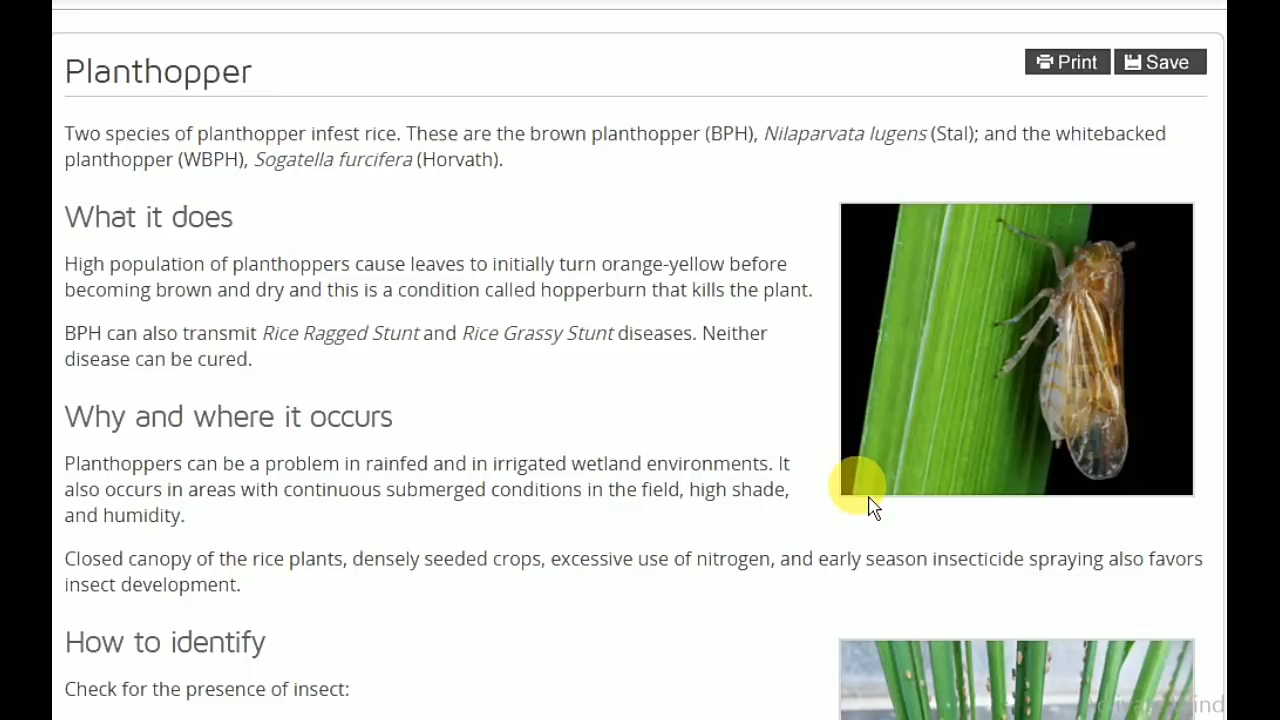 Planthopper
Print
Save
Two species of planthopper infest rice. These are the brown planthopper (BPH), Nilaparvata lugens (Stal); and the whitebacked
planthopper (WBPH), Sogatella furcifera (Horvath).
What it does
High population of planthoppers cause leaves to initially turn orange-yellow before
becoming brown and dry and this is a condition called hopperburn that kills the plant.
BPH can also transmit Rice Ragged Stunt and Rice Grassy Stunt diseases. Neither
disease can be cured.
Why and where it occurs
Planthoppers can be a problem in rainfed and in irrigated wetland environments. It
also occurs in areas with continuous submerged conditions in the field, high shade,
and humidity.
Closed canopy of the rice plants, densely seeded crops, excessive use of nitrogen, and early season insecticide spraying also favors
insect development.
How to identify
Check for the presence of insect: